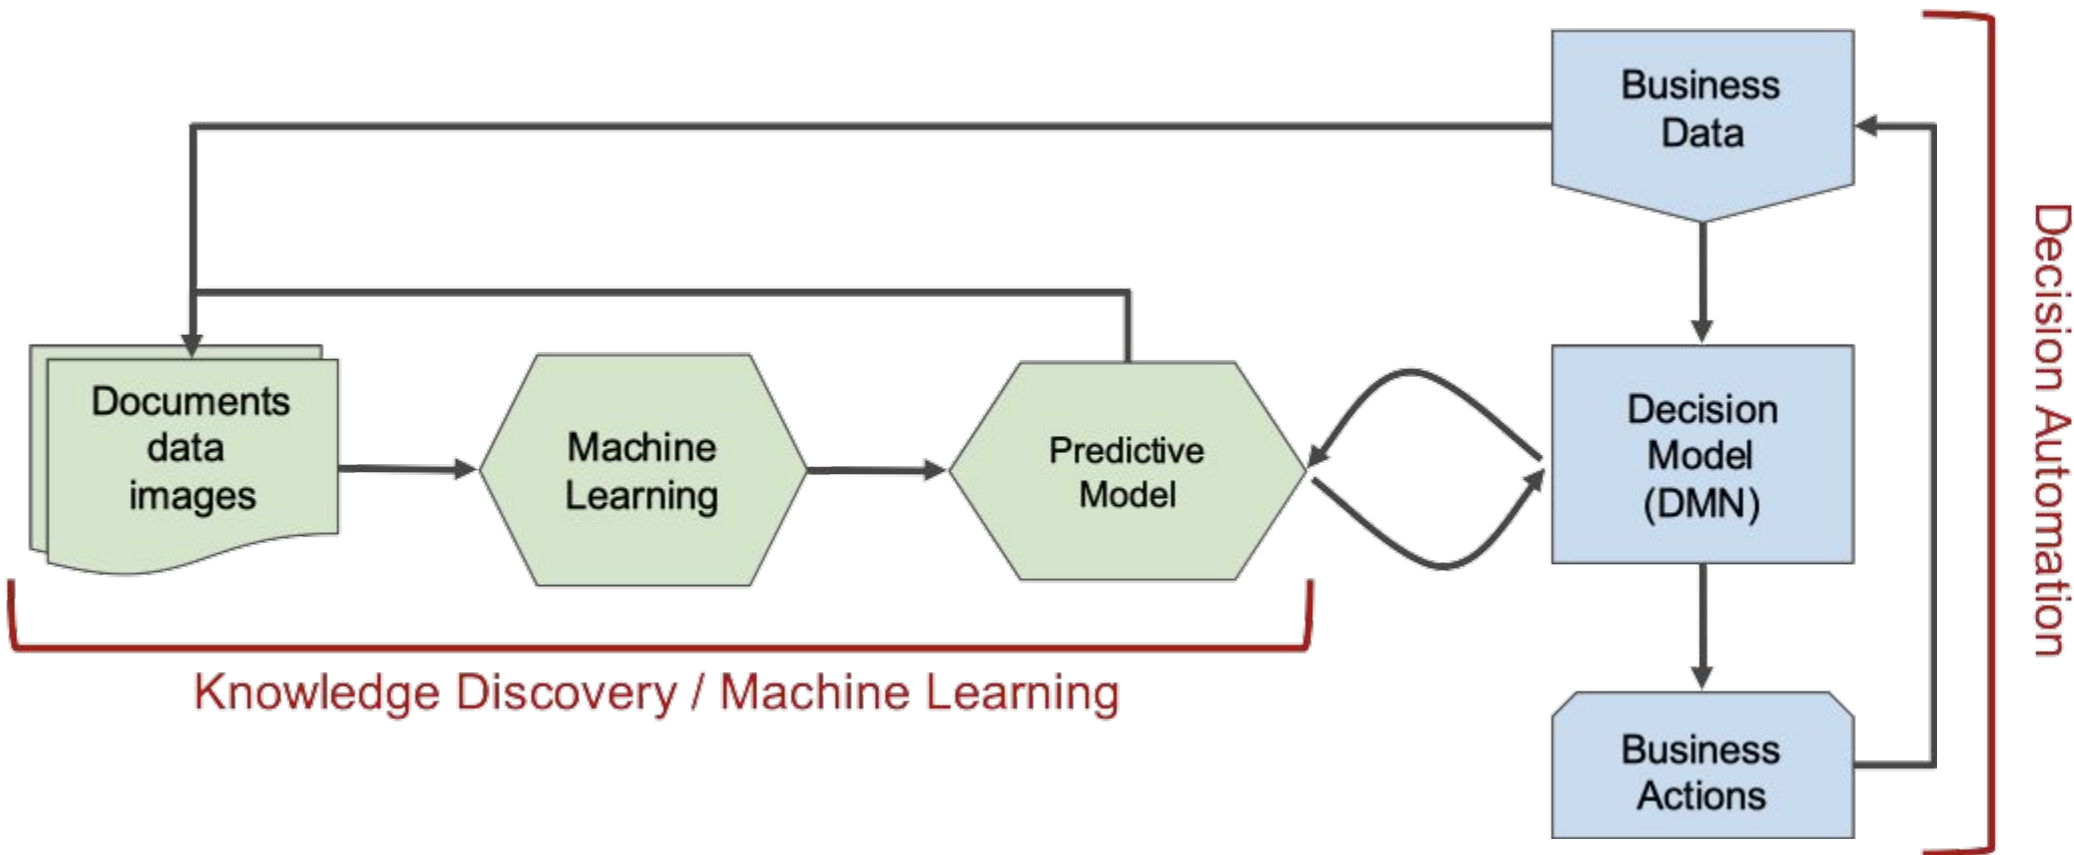 Business
Data
Documents
data
images
Machine
Learning
Predictive
Model
Decision
Model
(DMN)
Business
Actions
Knowledge Discovery / Machine Learning
Decision Automation